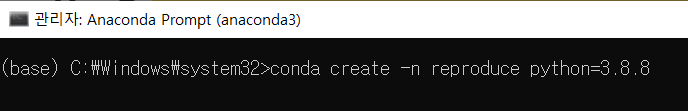 관리자: Anaconda Prompt (anaconda3)
(base) C:₩Windows₩system32>conda create -n reproduce python=3.8.8